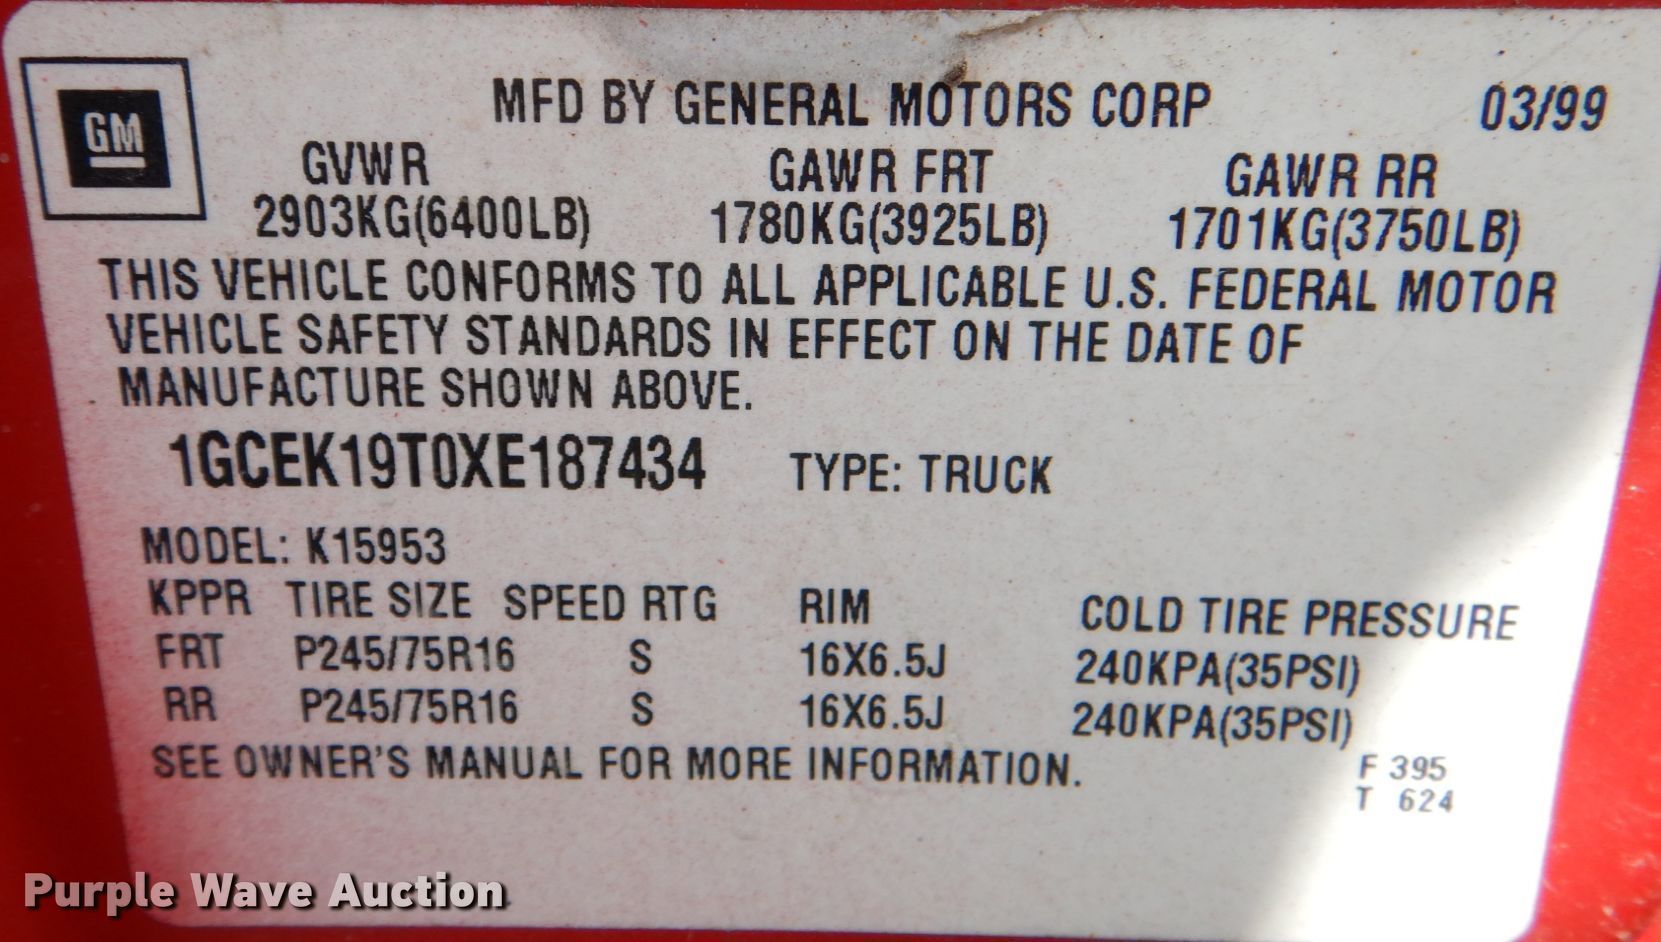 GM
MFD BY GENERAL MOTORS CORP 03/99
GVWR GAWR FRT GAWR RR
2903KG(6400LB) 1780KG(3925LB) 1701KG(3750LB)
THIS VEHICLE CONFORMS TO ALL APPLICABLE U.S. FEDERAL MOTOR
VEHICLE SAFETY STANDARDS IN EFFECT ON THE DATE OF
MANUFACTURE SHOWN ABOVE.
1GCEK19T0XE187434 TYPE: TRUCK
MODEL: K15953
KPPR TIRE SIZE SPEED RTG RIM COLD TIRE PRESSURE
FRT P245/75R16 S 16X6.5J 240KPA(35PSI)
RR P245/75R16 S 16X6.5J 240KPA(35PSI)
SEE OWNER'S MANUAL FOR MORE INFORMATION.
F 395
T 624
Purple Wave Auction